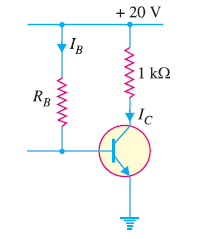 + 20 V
I_B
1 kΩ
R_B
I_C